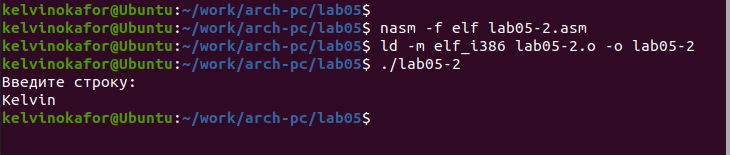 kelvinokafor@Ubuntu:~/work/arch-pc/lab05$
kelvinokafor@Ubuntu:~/work/arch-pc/lab05$ nasm -f elf lab05-2.asm
kelvinokafor@Ubuntu:~/work/arch-pc/lab05$ ld -m elf_i386 lab05-2.o -o lab05-2
kelvinokafor@Ubuntu:~/work/arch-pc/lab05$ ./lab05-2
Введите строку:
Kelvin
kelvinokafor@Ubuntu:~/work/arch-pc/lab05$